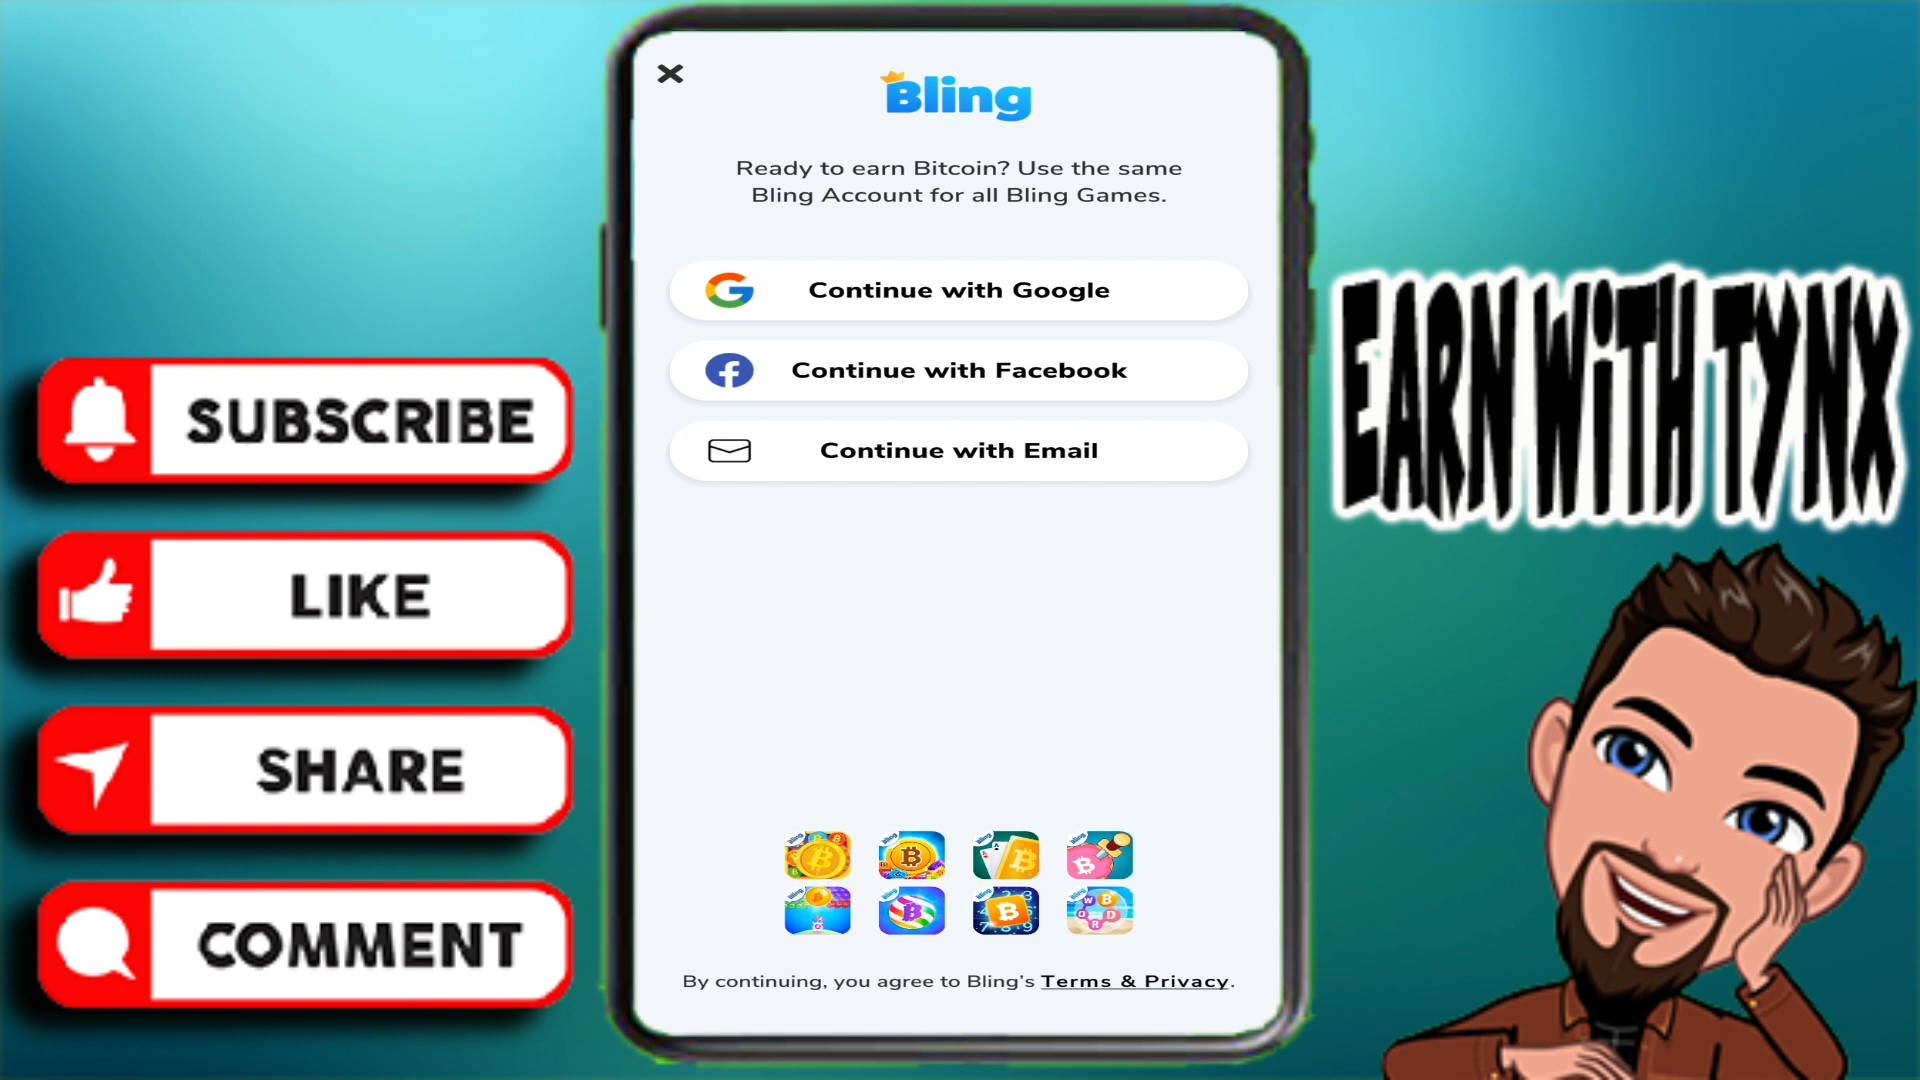 Bling
Ready to earn Bitcoin? Use the same
Bling Account for all Bling Games.
Continue with Google
Continue with Facebook
Continue with Email
By continuing, you agree to Bling's Terms & Privacy.
SUBSCRIBE
LIKE
SHARE
COMMENT
EARN WiTH TYNX